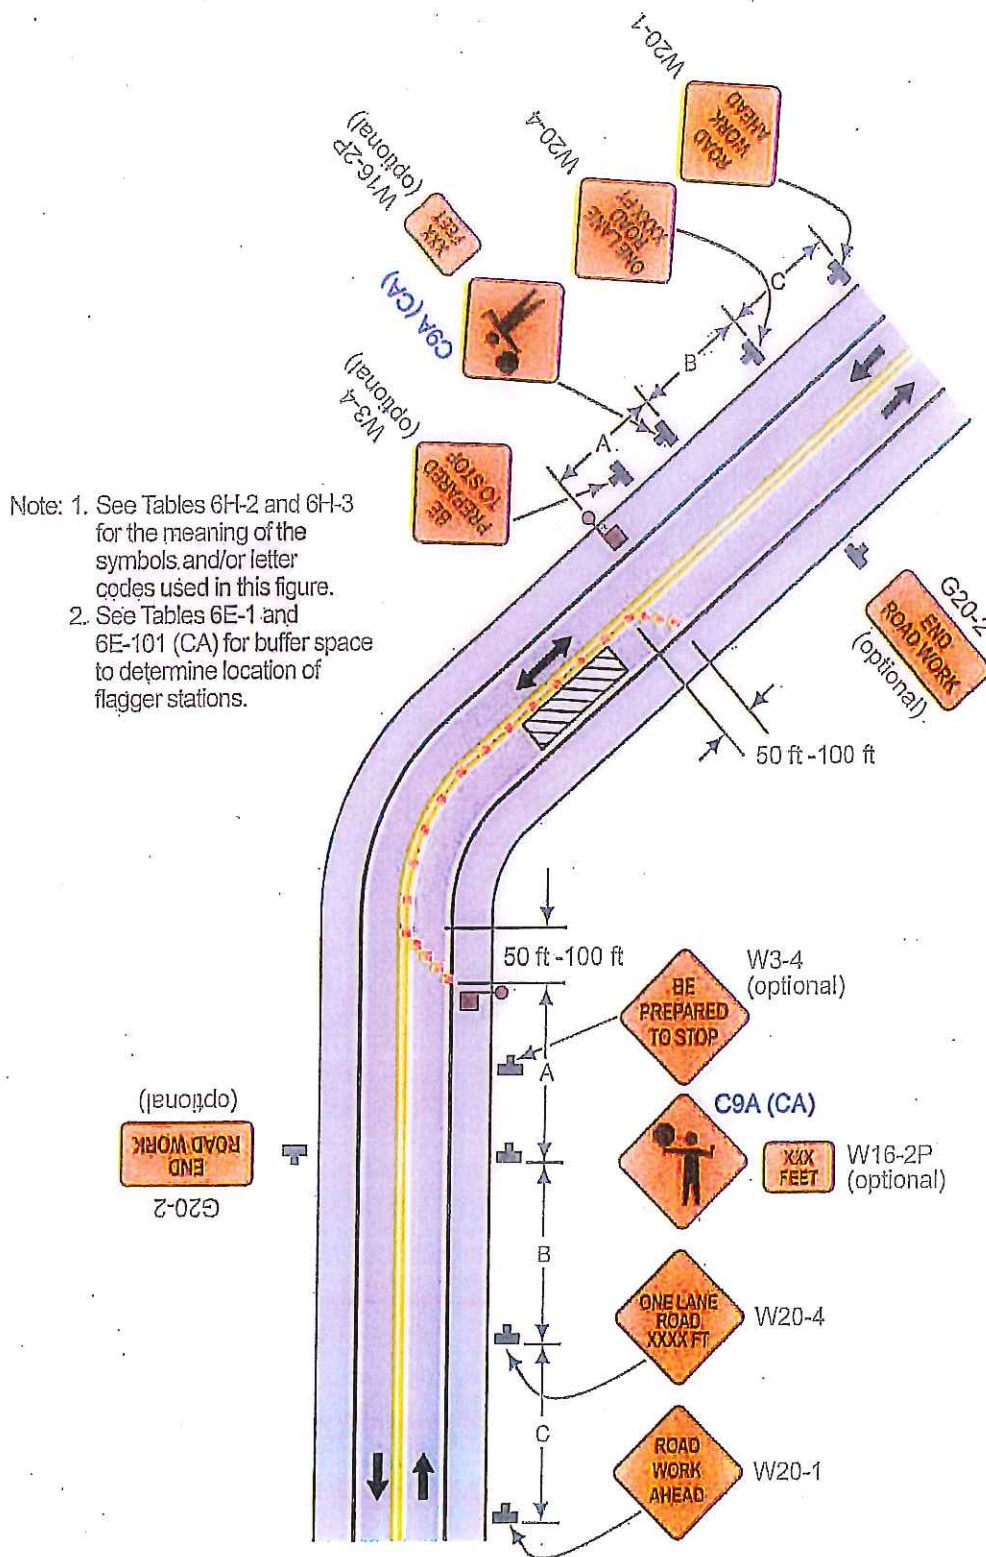 W20-1
ROAD
WORK
AHEAD
W20-4
ONE LANE
ROAD
XXXX FT
W16-2P
(optional)
XXX
FEET
C9A (CA)
W3-4
(optional)
BE
PREPARED
TO STOP
C
B
A
Note: 1. See Tables 6H-2 and 6H-3
for the meaning of the
symbols and/or letter
codes used in this figure.
2. See Tables 6E-1 and
6E-101 (CA) for buffer space
to determine location of
flagger stations.
G20-2
END
ROAD WORK
(optional)
50 ft -100 ft
50 ft -100 ft
W3-4
(optional)
BE
PREPARED
TO STOP
A
C9A (CA)
XXX
FEET
W16-2P
(optional)
G20-2
END
ROAD WORK
(optional)
B
ONE LANE
ROAD
XXXX FT
W20-4
C
ROAD
WORK
AHEAD
W20-1